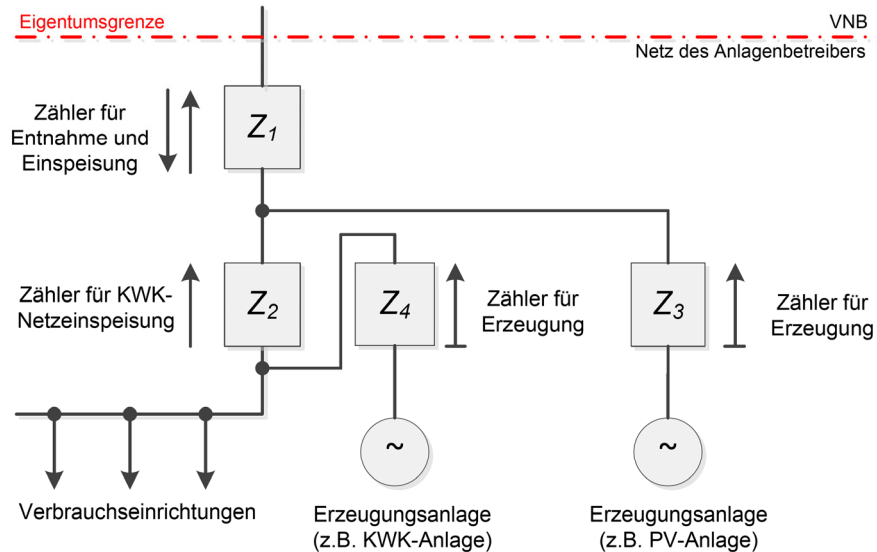 Eigentumsgrenze
VNB
Netz des Anlagenbetreibers
Zähler für
Entnahme und
Einspeisung
Z1
Zähler für KWK-
Netzeinspeisung
Z2
Z4
Zähler für
Erzeugung
Z3
Zähler für
Erzeugung
~
~
Verbrauchseinrichtungen
Erzeugungsanlage
(z.B. KWK-Anlage)
Erzeugungsanlage
(z.B. PV-Anlage)